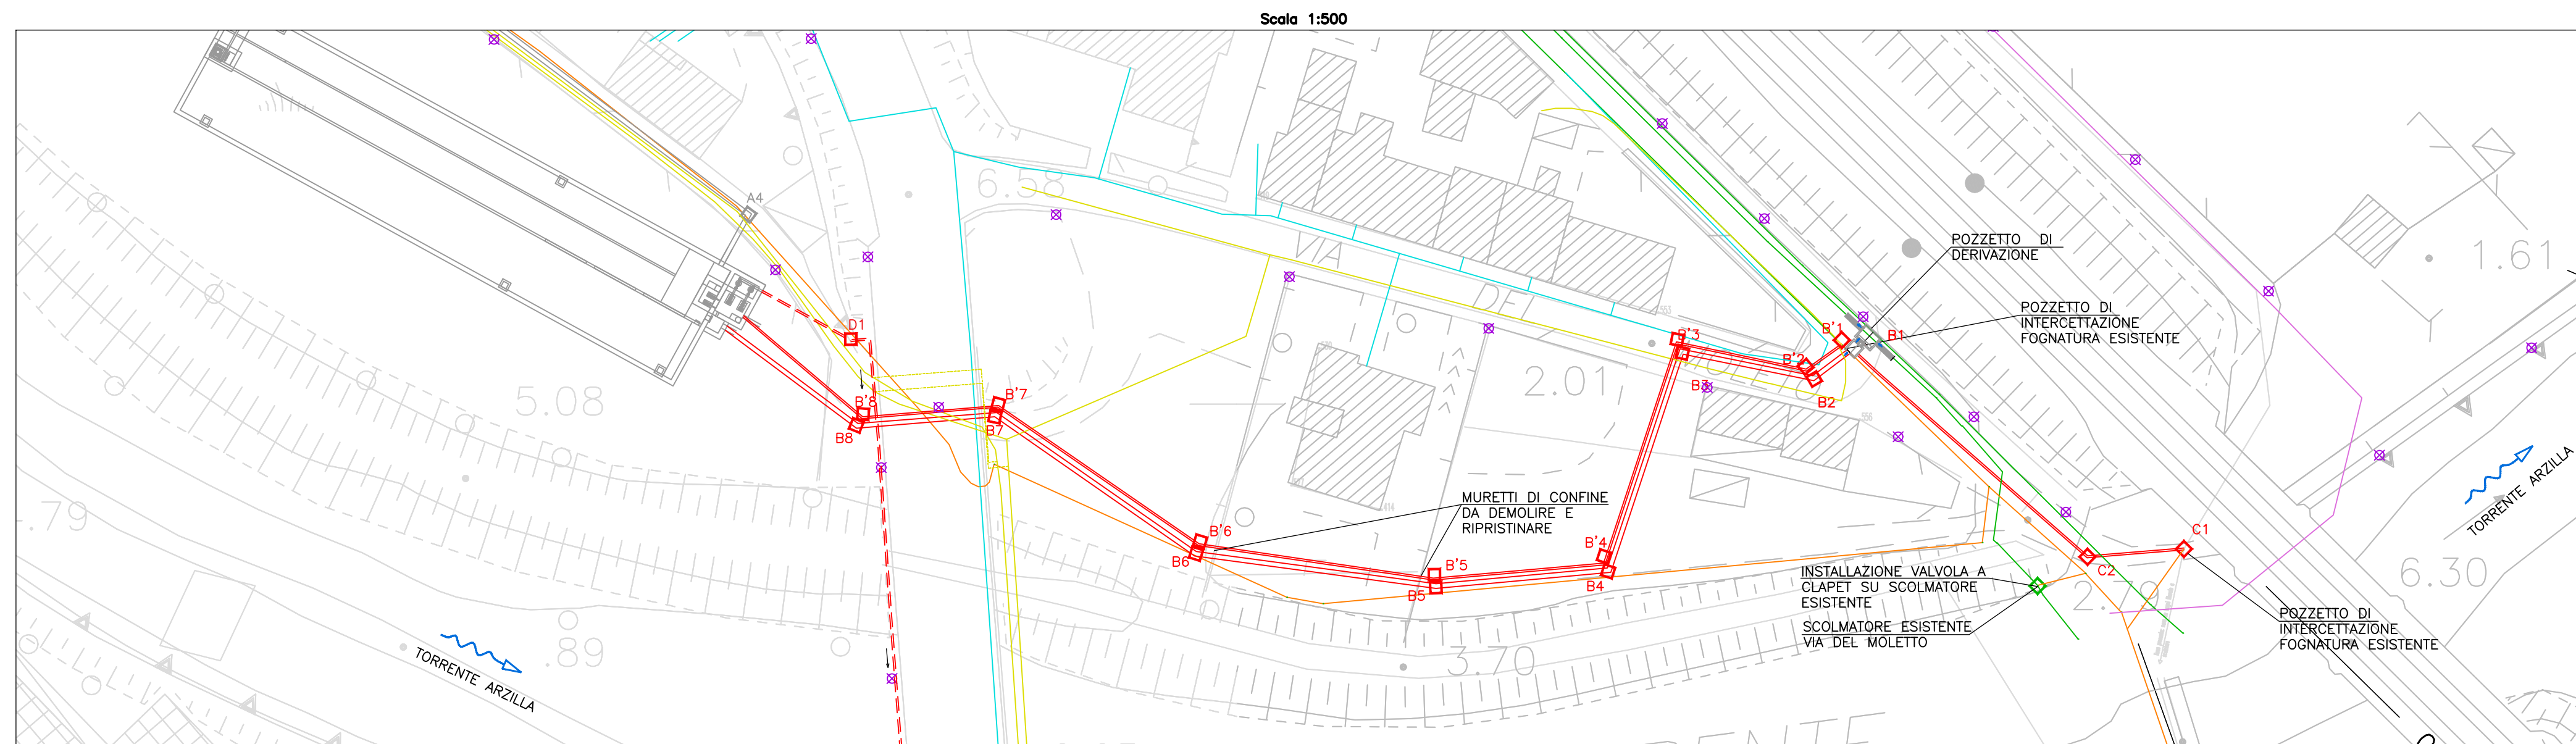 Scala 1:500
A4
6.58
POZZETTO DI
DERIVAZIONE
1.61
POZZETTO DI
INTERCETTAZIONE
FOGNATURA ESISTENTE
D1
B'1
B1
B'3
B'2
B3
B2
2.01
5.08
B'8
B8
B'7
B7
.79
TORRENTE ARZILLA
MURETTI DI CONFINE
DA DEMOLIRE E
RIPRISTINARE
B'6
B6
B'5
B5
B'4
B4
C1
C2
INSTALLAZIONE VALVOLA A
CLAPET SU SCOLMATORE
ESISTENTE
SCOLMATORE ESISTENTE
VIA DEL MOLETTO
6.30
POZZETTO DI
INTERCETTAZIONE
FOGNATURA ESISTENTE
TORRENTE ARZILLA
.89
3.70